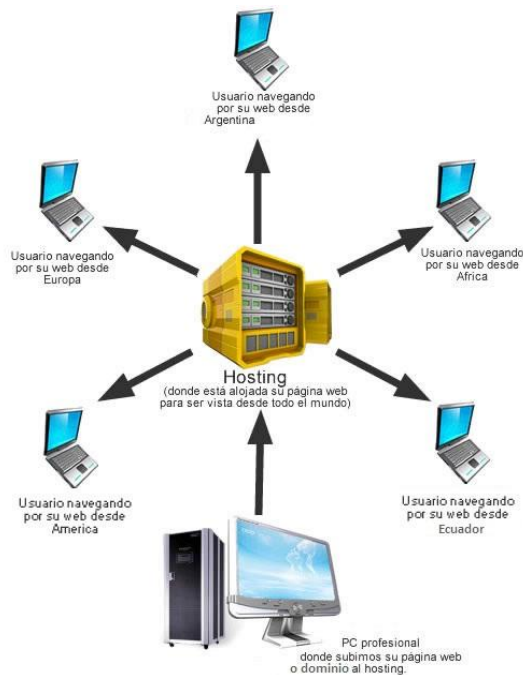 Usuario navegando
por su web desde
Argentina
Usuario navegando
por su web desde
Europa
Usuario navegando
por su web desde
Africa
Hosting
(donde está alojada su página web
para ser vista desde todo el mundo)
Usuario navegando
por su web desde
America
Usuario navegando
por su web desde
Ecuador
PC profesional
donde subimos su página web
o dominio al hosting.